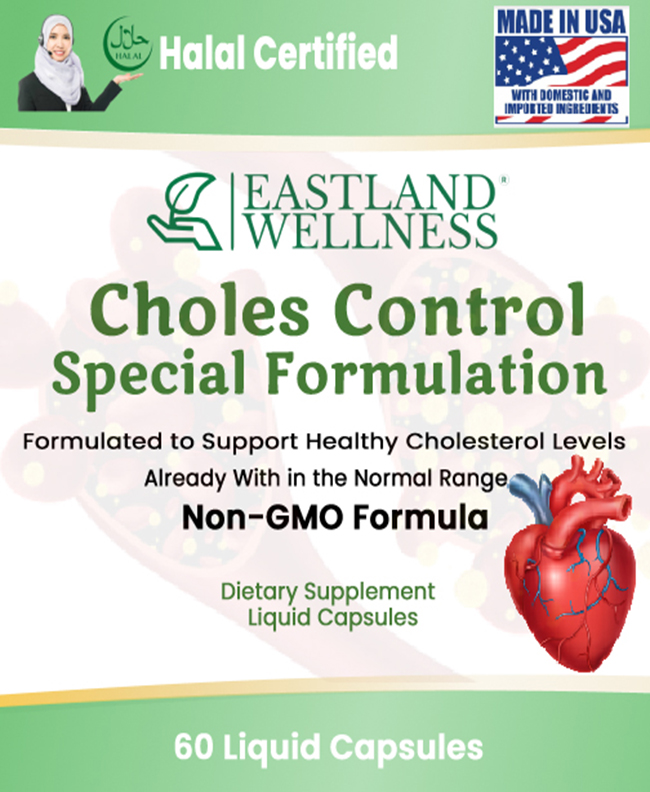 حلال
HALAL
Halal Certified
MADE IN USA
WITH DOMESTIC AND
IMPORTED INGREDIENTS
EASTLAND®
WELLNESS
Choles Control
Special Formulation
Formulated to Support Healthy Cholesterol Levels
Already With in the Normal Range
Non-GMO Formula
Dietary Supplement
Liquid Capsules
60 Liquid Capsules